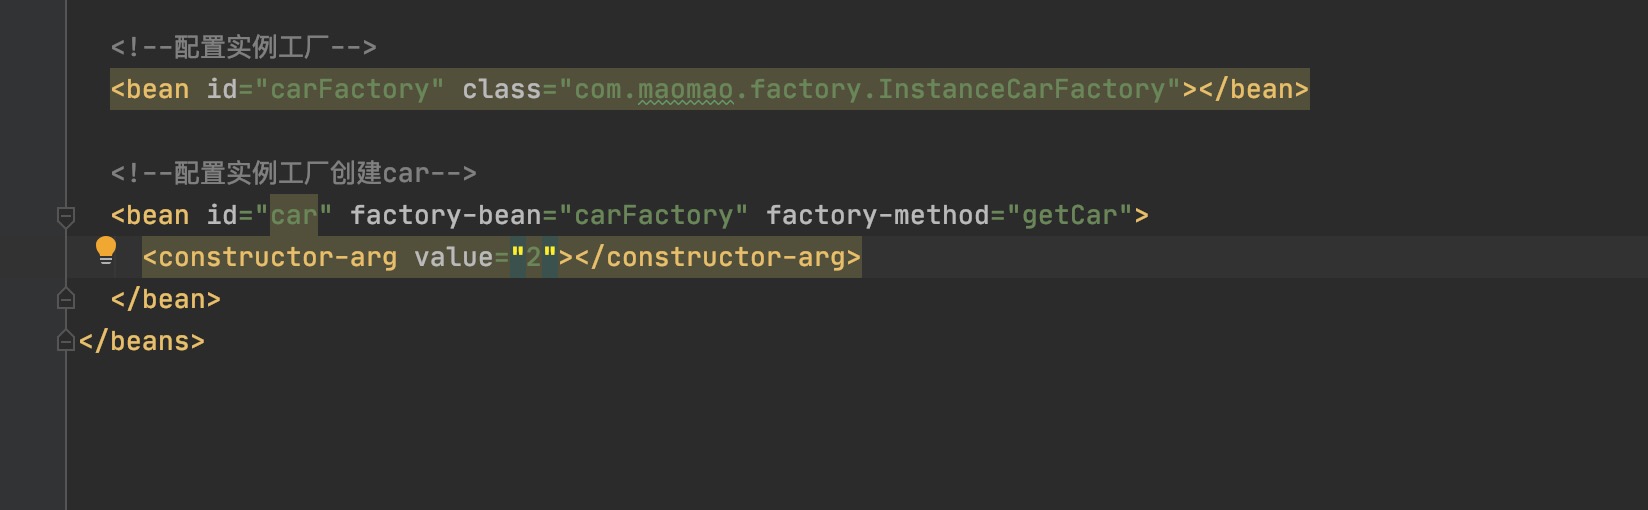 <!--配置实例工厂-->
<bean id="carFactory" class="com.maomao.factory.InstanceCarFactory"></bean>
<!--配置实例工厂创建car-->
<bean id="car" factory-bean="carFactory" factory-method="getCar">
<constructor-arg value="2"></constructor-arg>
</bean>
</beans>